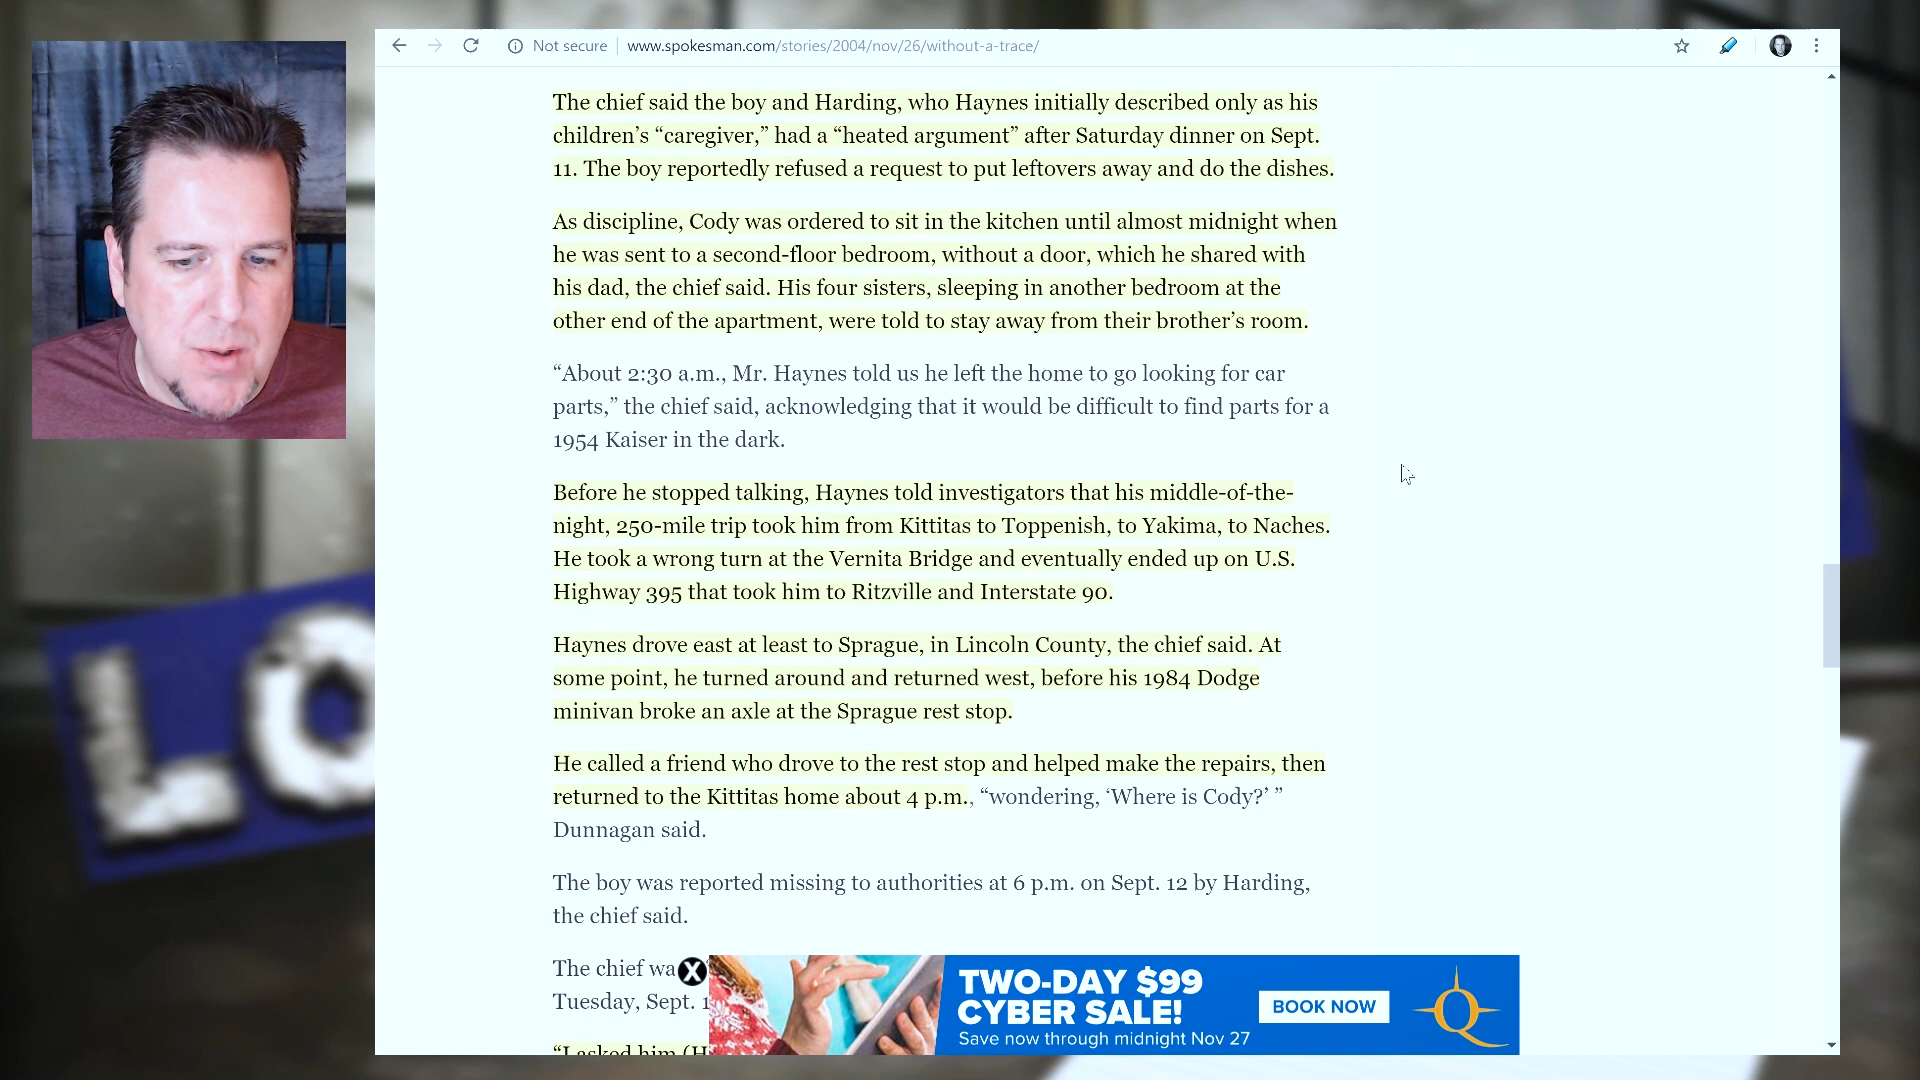 Not secure
www.spokesman.com/stories/2004/nov/26/without-a-trace/
The chief said the boy and Harding, who Haynes initially described only as his
children's “caregiver,” had a “heated argument” after Saturday dinner on Sept.
11. The boy reportedly refused a request to put leftovers away and do the dishes.
As discipline, Cody was ordered to sit in the kitchen until almost midnight when
he was sent to a second-floor bedroom, without a door, which he shared with
his dad, the chief said. His four sisters, sleeping in another bedroom at the
other end of the apartment, were told to stay away from their brother's room.
“About 2:30 a.m., Mr. Haynes told us he left the home to go looking for car
parts,” the chief said, acknowledging that it would be difficult to find parts for a
1954 Kaiser in the dark.
Before he stopped talking, Haynes told investigators that his middle-of-the-
night, 250-mile trip took him from Kittitas to Toppenish, to Yakima, to Naches.
He took a wrong turn at the Vernita Bridge and eventually ended up on U.S.
Highway 395 that took him to Ritzville and Interstate 90.
Haynes drove east at least to Sprague, in Lincoln County, the chief said. At
some point, he turned around and returned west, before his 1984 Dodge
minivan broke an axle at the Sprague rest stop.
He called a friend who drove to the rest stop and helped make the repairs, then
returned to the Kittitas home about 4 p.m., “wondering, ‘Where is Cody?’ ”
Dunnagan said.
The boy was reported missing to authorities at 6 p.m. on Sept. 12 by Harding,
the chief said.
The chief wa
Tuesday, Sept. 1
“I asked him (H
X
TWO-DAY $99
CYBER SALE!
Save now through midnight Nov 27
BOOK NOW
Q
LO